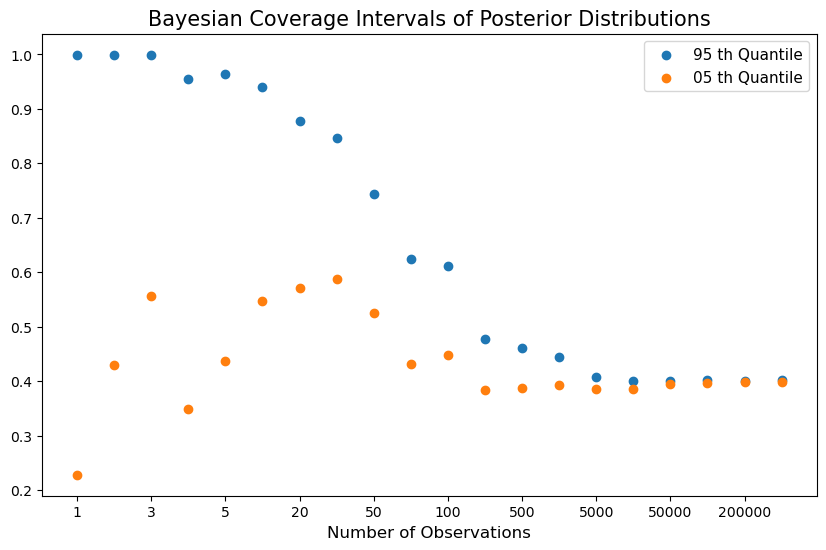 Bayesian Coverage Intervals of Posterior Distributions
95 th Quantile
05 th Quantile
1.0
0.9
0.8
0.7
0.6
0.5
0.4
0.3
0.2
1 3 5 20 50 100 500 5000 50000 200000
Number of Observations